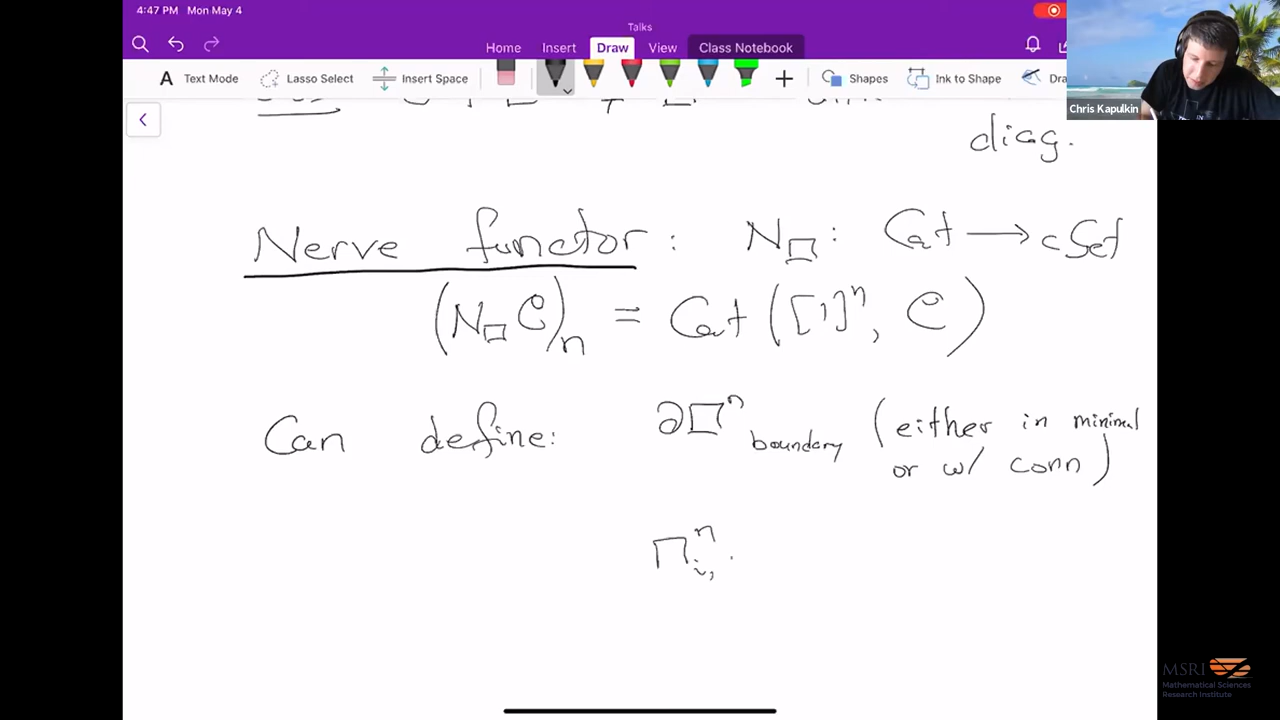 4:47 PM Mon May 4
Talks
Home Insert Draw View Class Notebook
A Text Mode Lasso Select Insert Space Shapes Ink to Shape Dra
Chris Kapulkin
diag.
Nerve functor: N□: Cat → cSet
(N□ C)n = Cat ([1]^n, C)
Can define: ∂□^n boundary (either in minimal
or w/ conn)
⊓^n i,
MSRI
Mathematical Sciences
Research Institute